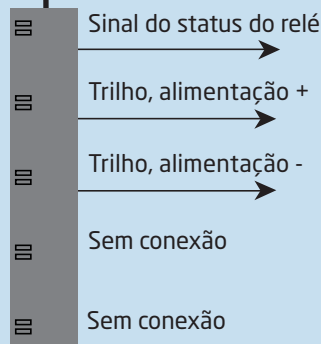 Sinal do status do relé
Trilho, alimentação +
Trilho, alimentação -
Sem conexão
Sem conexão